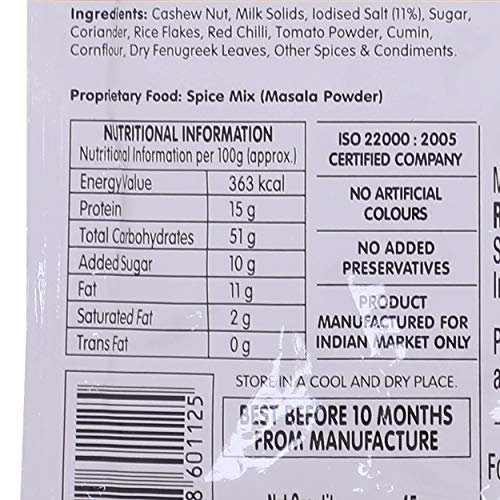 Ingredients: Cashew Nut, Milk Solids, Iodised Salt (11%), Sugar,
Coriander, Rice Flakes, Red Chilli, Tomato Powder, Cumin,
Cornflour, Dry Fenugreek Leaves, Other Spices & Condiments.
Proprietary Food: Spice Mix (Masala Powder)
NUTRITIONAL INFORMATION
Nutritional Information per 100g (approx.)
Energy Value 363 kcal
Protein 15 g
Total Carbohydrates 51 g
Added Sugar 10 g
Fat 11 g
Saturated Fat 2 g
Trans Fat 0 g
ISO 22000 : 2005
CERTIFIED COMPANY
NO ARTIFICIAL
COLOURS
NO ADDED
PRESERVATIVES
PRODUCT
MANUFACTURED FOR
INDIAN MARKET ONLY
STORE IN A COOL AND DRY PLACE.
BEST BEFORE 10 MONTHS
FROM MANUFACTURE
8 601125